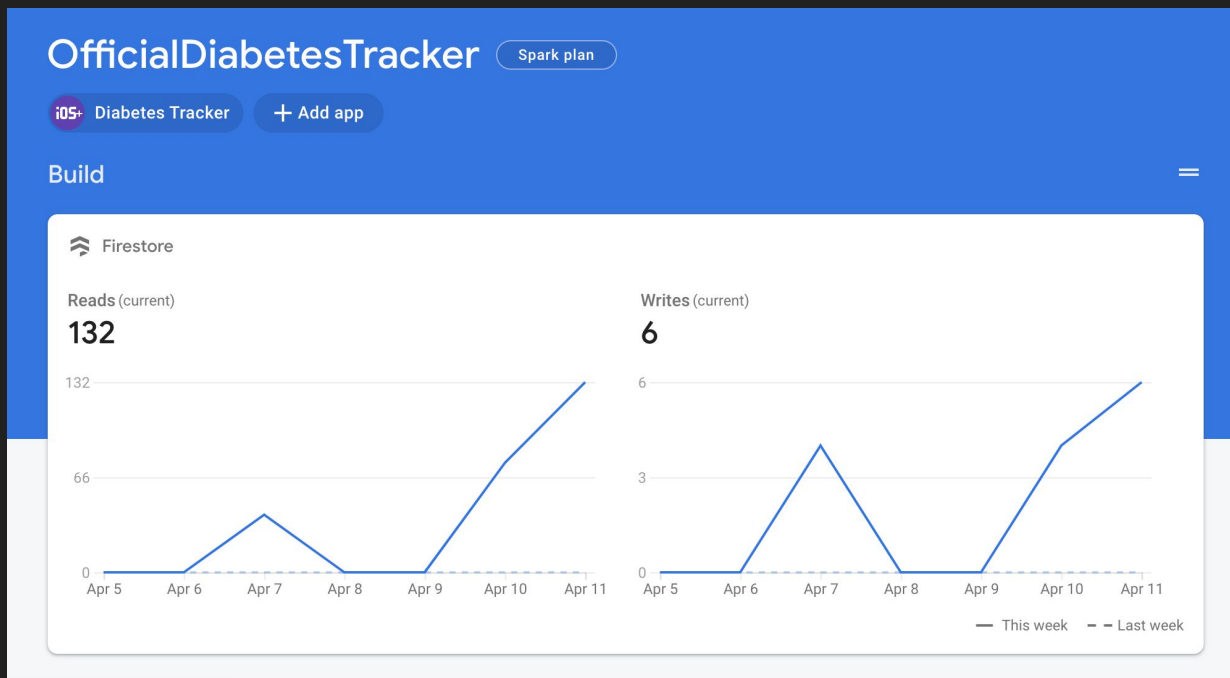 OfficialDiabetesTracker Spark plan
iOS+ Diabetes Tracker + Add app
Build
Firestore
Reads (current)
132
132
66
0
Apr 5 Apr 6 Apr 7 Apr 8 Apr 9 Apr 10 Apr 11
Writes (current)
6
6
3
0
Apr 5 Apr 6 Apr 7 Apr 8 Apr 9 Apr 10 Apr 11
This week Last week